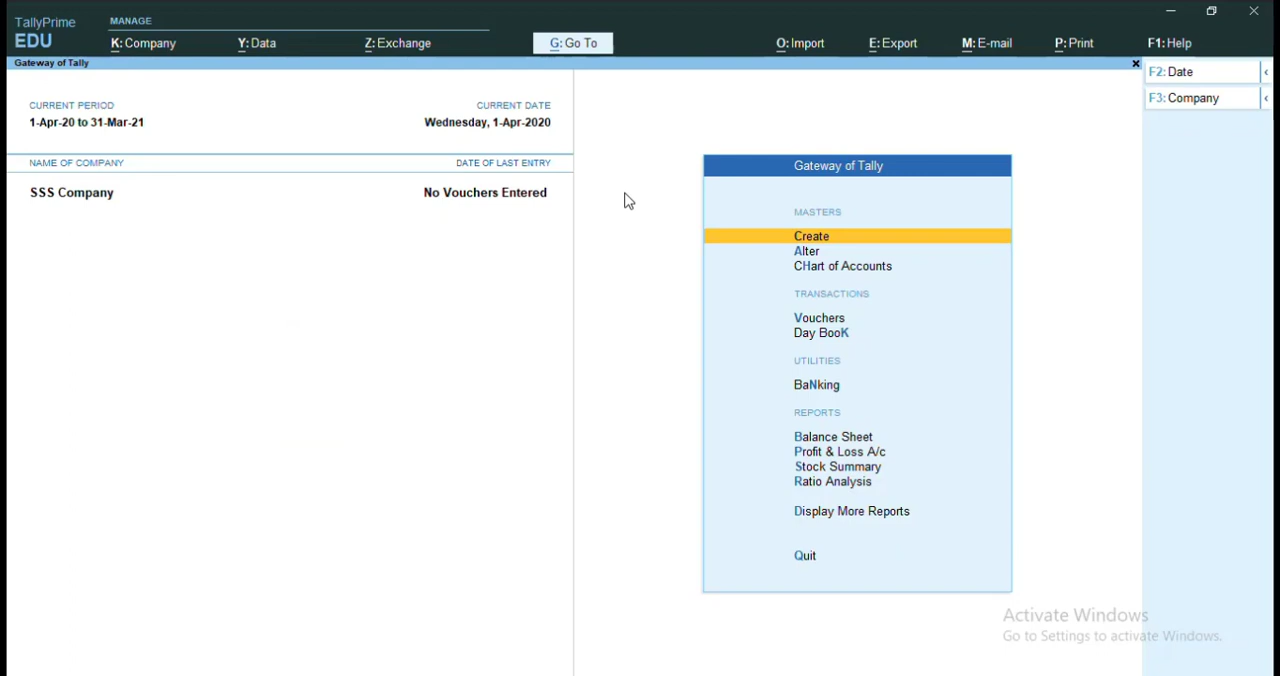 TallyPrime
EDU
MANAGE
K: Company
Y: Data
Z: Exchange
G: Go To
O: Import
E: Export
M: E-mail
P: Print
F1: Help
Gateway of Tally
F2: Date
F3: Company
CURRENT PERIOD
CURRENT DATE
1-Apr-20 to 31-Mar-21
Wednesday, 1-Apr-2020
NAME OF COMPANY
DATE OF LAST ENTRY
SSS Company
No Vouchers Entered
Gateway of Tally
MASTERS
Create
Alter
CHart of Accounts
TRANSACTIONS
Vouchers
Day BooK
UTILITIES
BaNking
REPORTS
Balance Sheet
Profit & Loss A/c
Stock Summary
Ratio Analysis
Display More Reports
Quit
Activate Windows
Go to Settings to activate Windows.